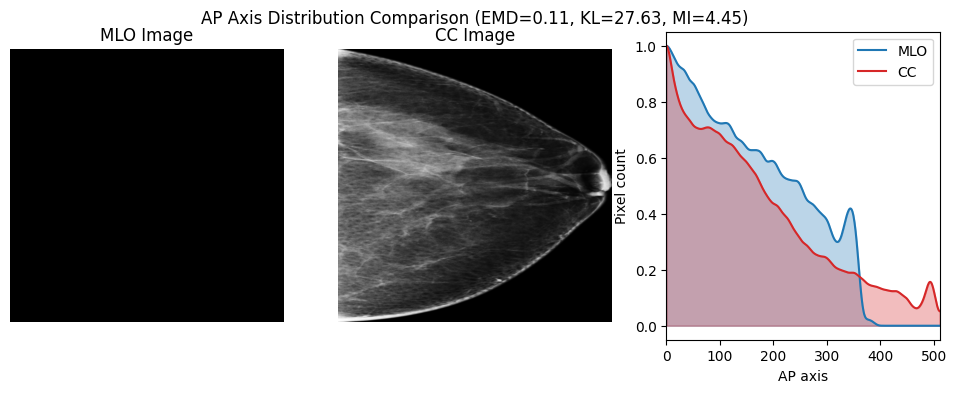 AP Axis Distribution Comparison (EMD=0.11, KL=27.63, MI=4.45)
MLO Image
CC Image
MLO
CC
Pixel count
1.0
0.8
0.6
0.4
0.2
0.0
0 100 200 300 400 500
AP axis